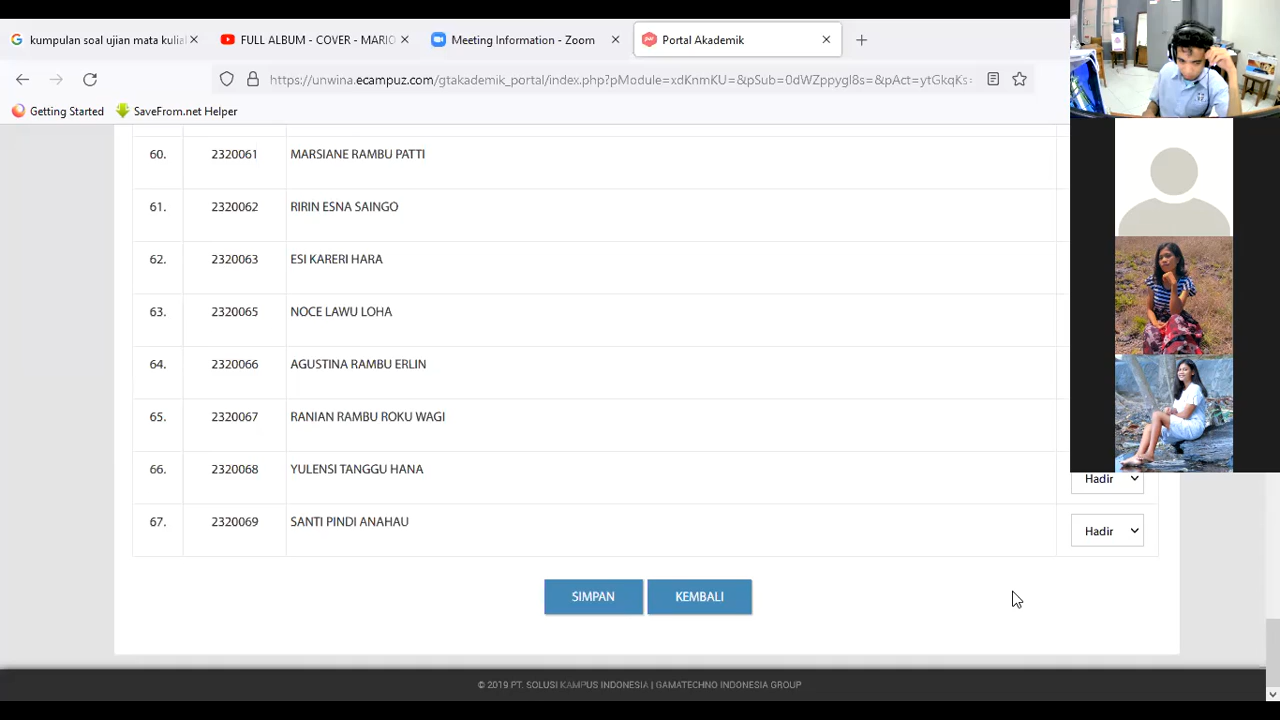 kumpulan soal ujian mata kulia
FULL ALBUM - COVER - MARIO
Meeting Information - Zoom
Portal Akademik
https://unwina.ecampuz.com/gtakademik_portal/index.php?pModule=xdKnmKU=&pSub=0dWZppygl8s=&pAct=ytGkqKs=
Getting Started
SaveFrom.net Helper
60. 2320061 MARSIANE RAMBU PATTI
61. 2320062 RIRIN ESNA SAINGO
62. 2320063 ESI KARERI HARA
63. 2320065 NOCE LAWU LOHA
64. 2320066 AGUSTINA RAMBU ERLIN
65. 2320067 RANIAN RAMBU ROKU WAGI
66. 2320068 YULENSI TANGGU HANA Hadir
67. 2320069 SANTI PINDI ANAHAU Hadir
SIMPAN KEMBALI
© 2019 PT. SOLUSI KAMPUS INDONESIA | GAMATECHNO INDONESIA GROUP